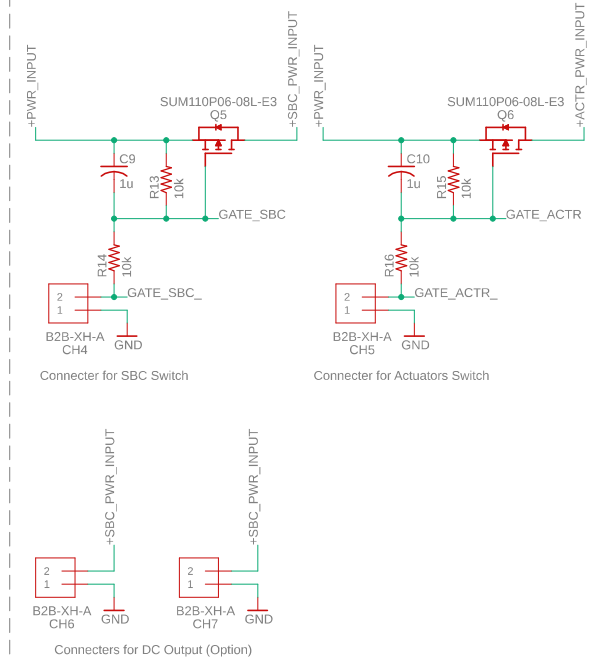 +PWR_INPUT
+SBC_PWR_INPUT
+PWR_INPUT
+ACTR_PWR_INPUT
SUM110P06-08L-E3
Q5
SUM110P06-08L-E3
Q6
C9
1u
R13
10k
GATE_SBC
C10
1u
R15
10k
GATE_ACTR
R14
10k
GATE_SBC_
R16
10k
GATE_ACTR_
2
1
2
1
B2B-XH-A
CH4
GND
B2B-XH-A
CH5
GND
Connecter for SBC Switch
Connecter for Actuators Switch
+SBC_PWR_INPUT
+SBC_PWR_INPUT
2
1
2
1
B2B-XH-A
CH6
GND
B2B-XH-A
CH7
GND
Connecters for DC Output (Option)